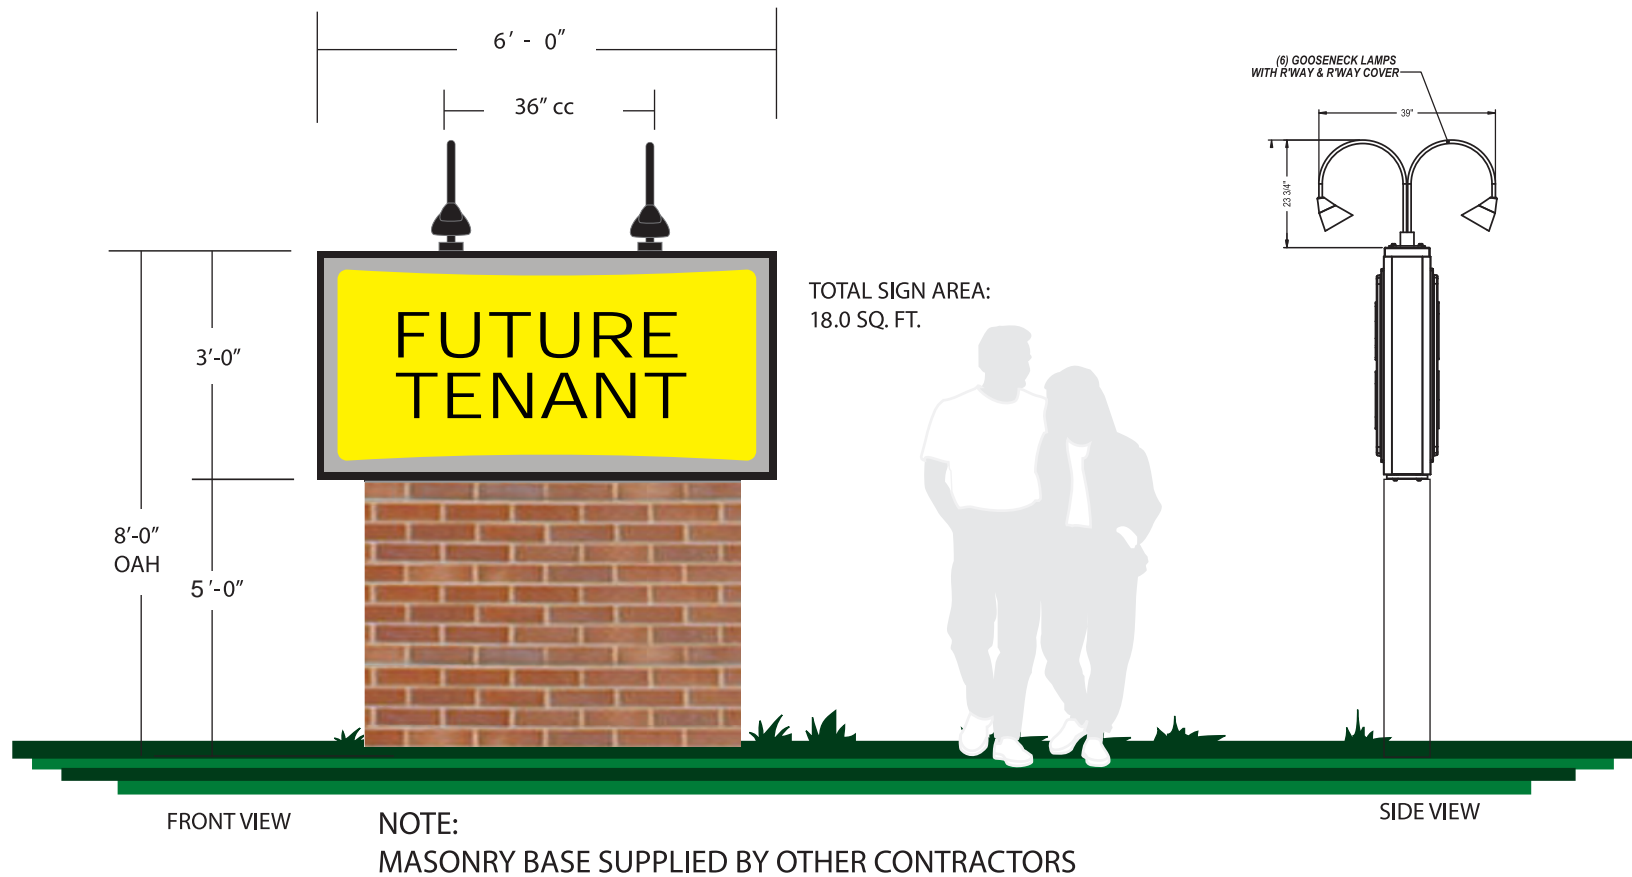 6' - 0"
36" cc
(6) GOOSENECK LAMPS
WITH R'WAY & R'WAY COVER
39"
23 3/4"
FUTURE
TENANT
TOTAL SIGN AREA:
18.0 SQ. FT.
3'-0"
8'-0"
OAH
5'-0"
FRONT VIEW
SIDE VIEW
NOTE:
MASONRY BASE SUPPLIED BY OTHER CONTRACTORS